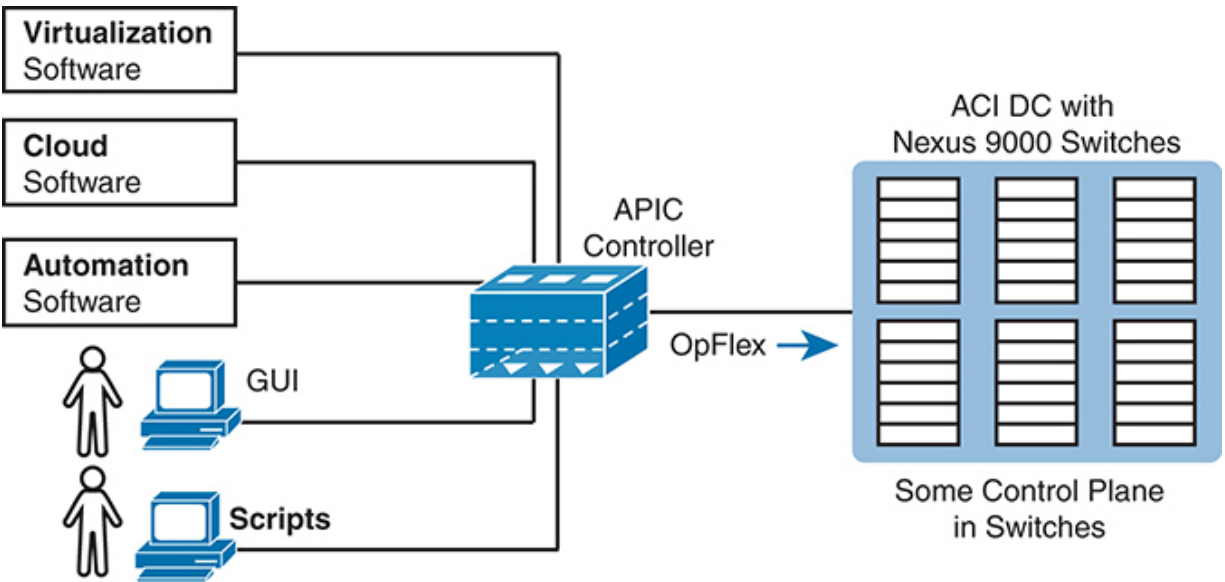 Virtualization
Software
Cloud
Software
Automation
Software
GUI
Scripts
APIC
Controller
OpFlex
ACI DC with
Nexus 9000 Switches
Some Control Plane
in Switches